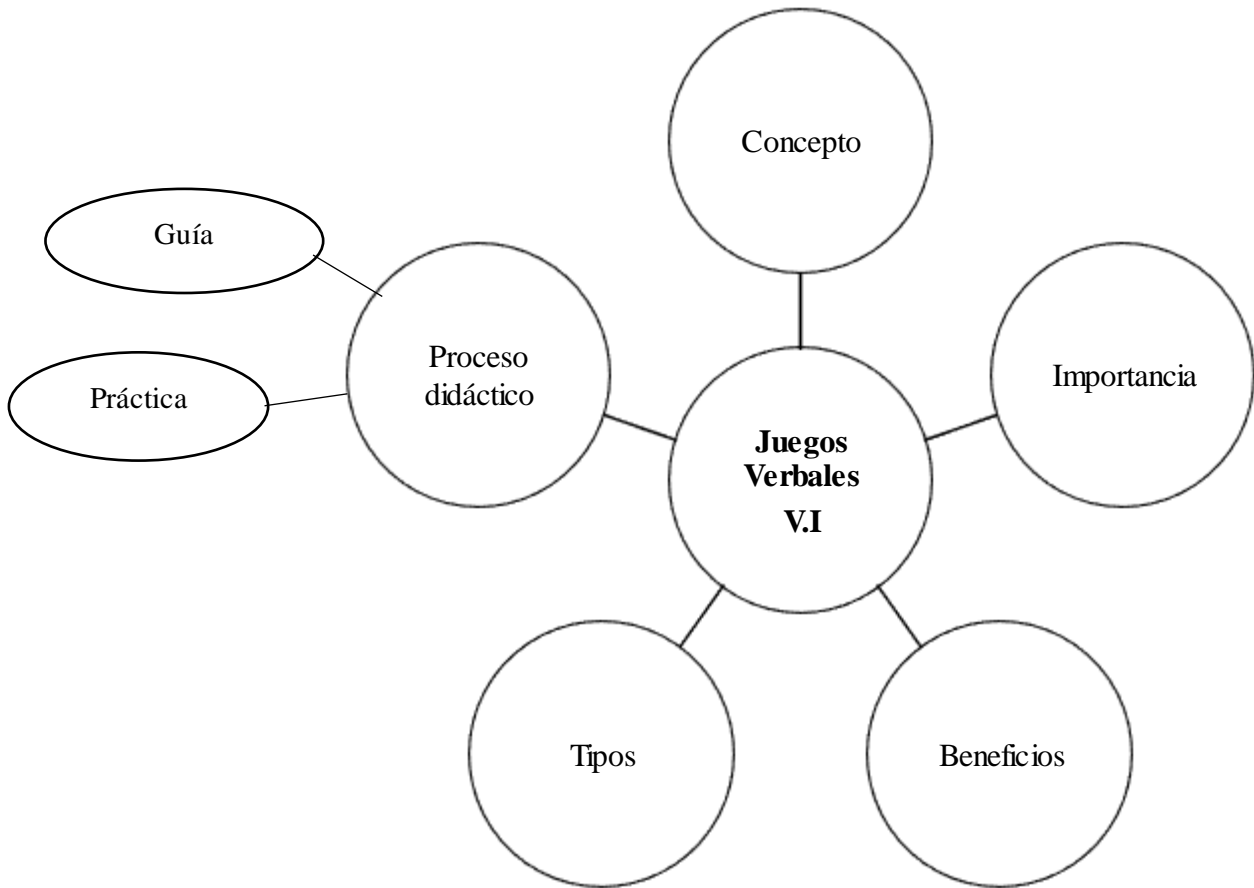 Concepto
Guía
Proceso
didáctico
Práctica
Importancia
Juegos
Verbales
V.I
Tipos
Beneficios